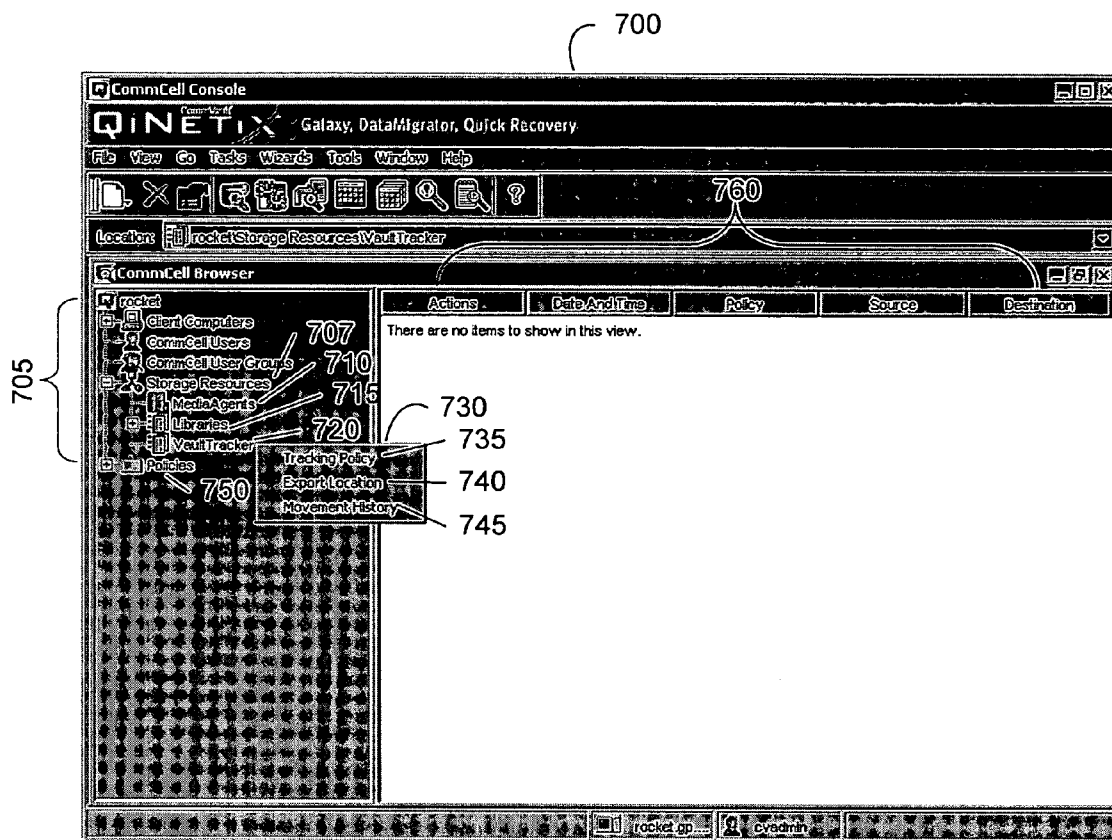 700
CommCell Console
CommVault
QiNETiX Galaxy, DataMigrator, Quick Recovery
File View Go Tasks Wizards Tools Window Help
760
Location: rocket\Storage Resources\VaultTracker
CommCell Browser
705
rocket
Client Computers
CommCell Users
CommCell User Groups 707
Storage Resources 710
MediaAgents 715
Libraries
VaultTracker 720
Policies
750
Actions Date And Time Policy Source Destination
There are no items to show in this view.
730
Tracking Policy 735
Export Location 740
Movement History 745
rocket.gp... cvadmin